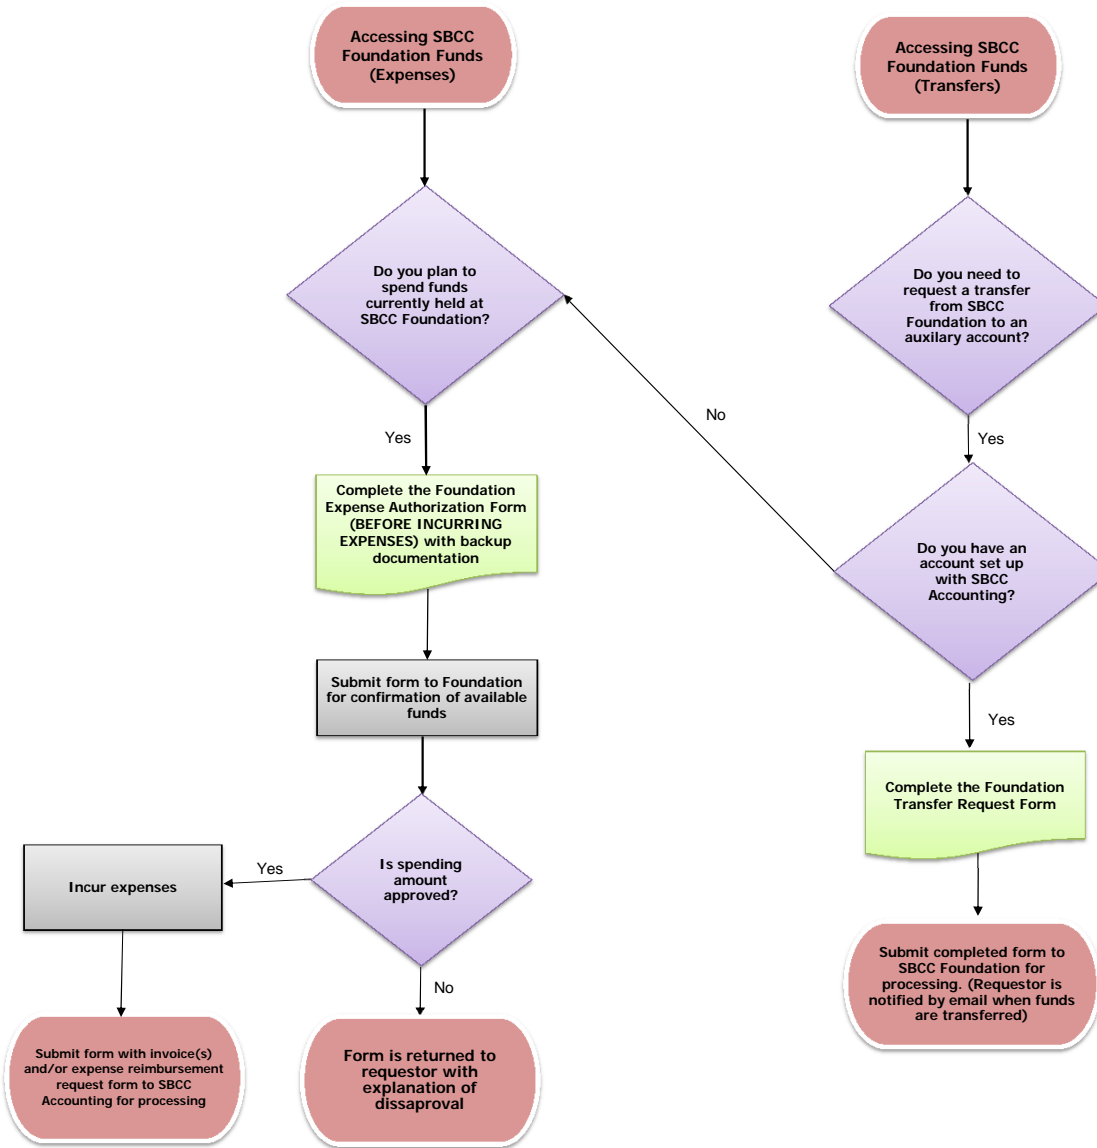 Accessing SBCC
Foundation Funds
(Expenses)
Accessing SBCC
Foundation Funds
(Transfers)
Do you plan to
spend funds
currently held at
SBCC Foundation?
Do you need to
request a transfer
from SBCC
Foundation to an
auxilary account?
No
Yes
Yes
Complete the Foundation
Expense Authorization Form
(BEFORE INCURRING
EXPENSES) with backup
documentation
Do you have an
account set up
with SBCC
Accounting?
Submit form to Foundation
for confirmation of available
funds
Yes
Complete the Foundation
Transfer Request Form
Is spending
amount
approved?
Yes
Incur expenses
No
Submit completed form to
SBCC Foundation for
processing. (Requestor is
notified by email when funds
are transferred)
Submit form with invoice(s)
and/or expense reimbursement
request form to SBCC
Accounting for processing
Form is returned to
requestor with
explanation of
dissaproval